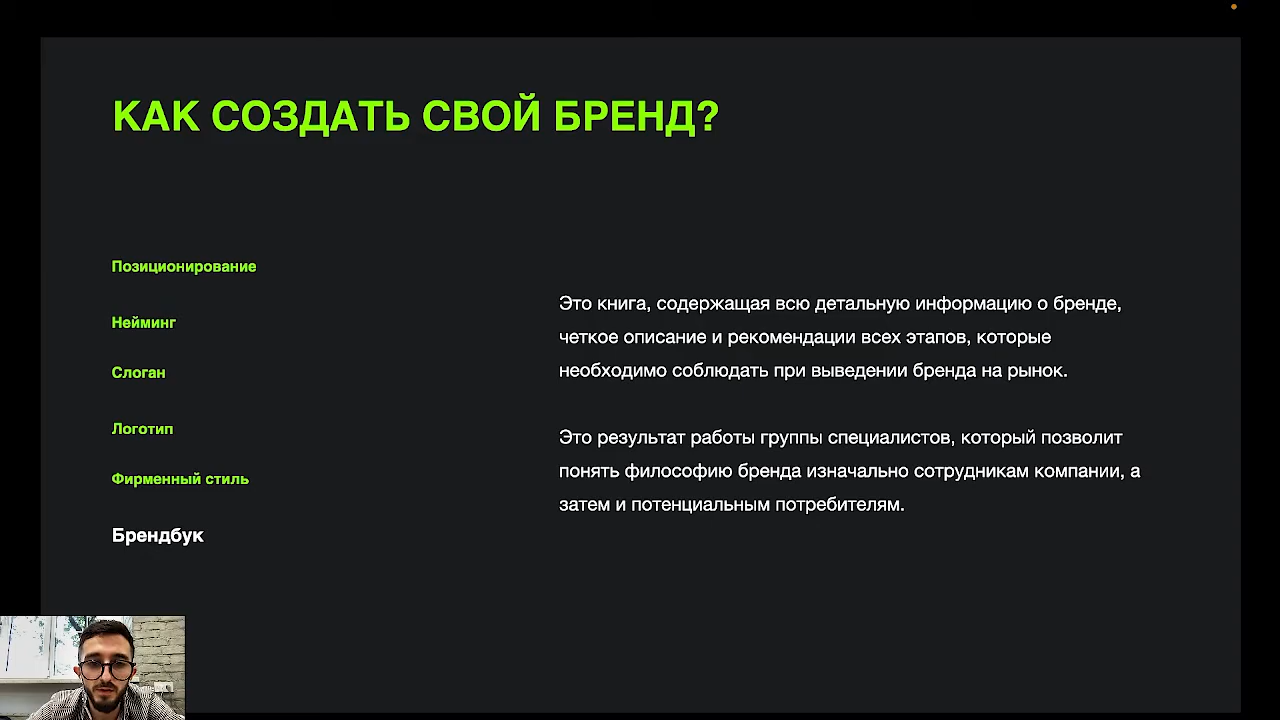 КАК СОЗДАТЬ СВОЙ БРЕНД?
Позиционирование
Нейминг
Слоган
Логотип
Фирменный стиль
Брендбук
Это книга, содержащая всю детальную информацию о бренде,
четкое описание и рекомендации всех этапов, которые
необходимо соблюдать при выведении бренда на рынок.
Это результат работы группы специалистов, который позволит
понять философию бренда изначально сотрудникам компании, а
затем и потенциальным потребителям.